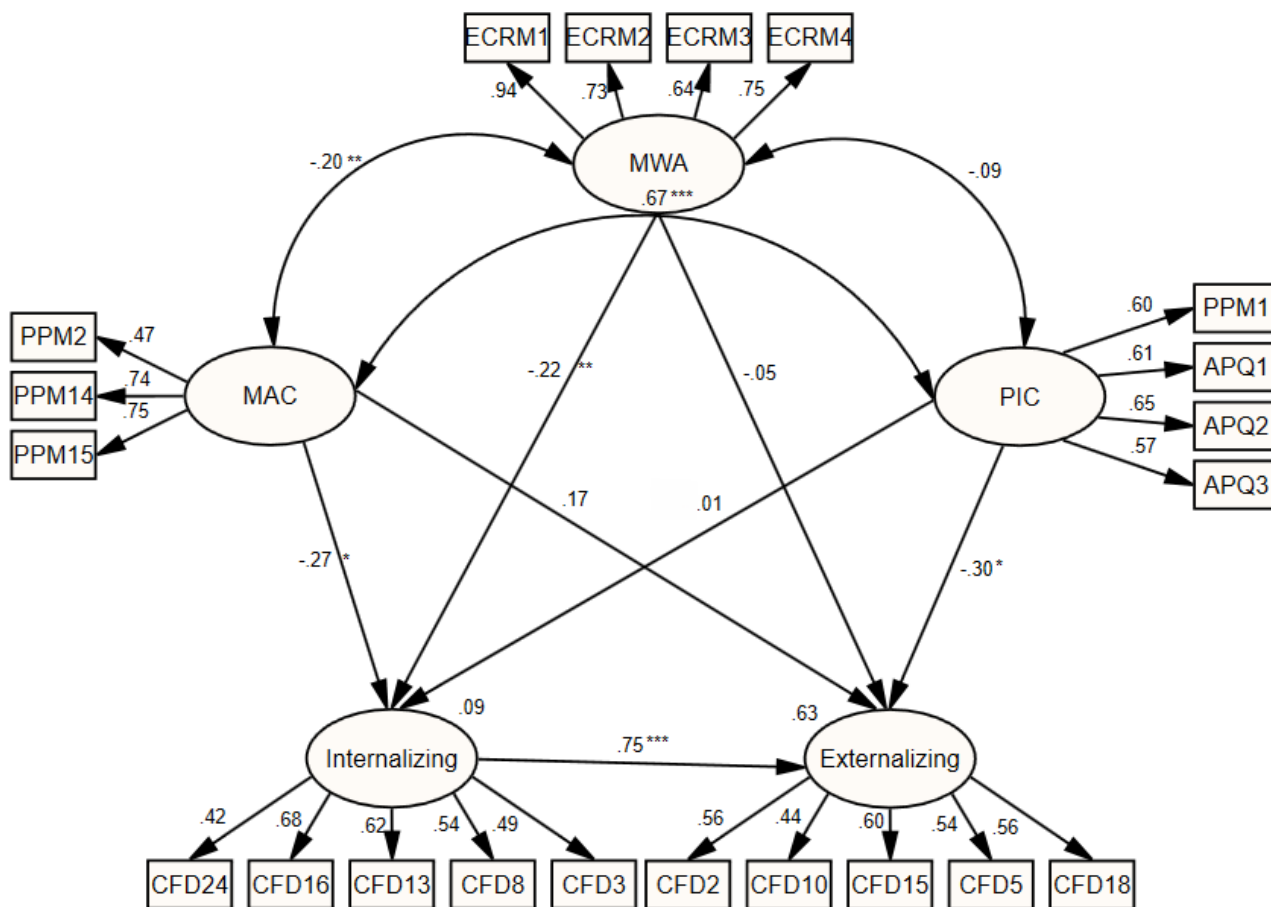 ECRM1 ECRM2 ECRM3 ECRM4
.94 .73 .64 .75
MWA
-.20 **
-.09
.67 ***
PPM2
PPM14
PPM15
.47
.74
.75
MAC
PIC
.60
.61
.65
.57
PPM1
APQ1
APQ2
APQ3
-.22 **
-.05
.17
.01
-.27 *
-.30 *
.09
.63
Internalizing
.75 ***
Externalizing
.42 .68 .62 .54 .49
.56 .44 .60 .54 .56
CFD24 CFD16 CFD13 CFD8 CFD3 CFD2 CFD10 CFD15 CFD5 CFD18